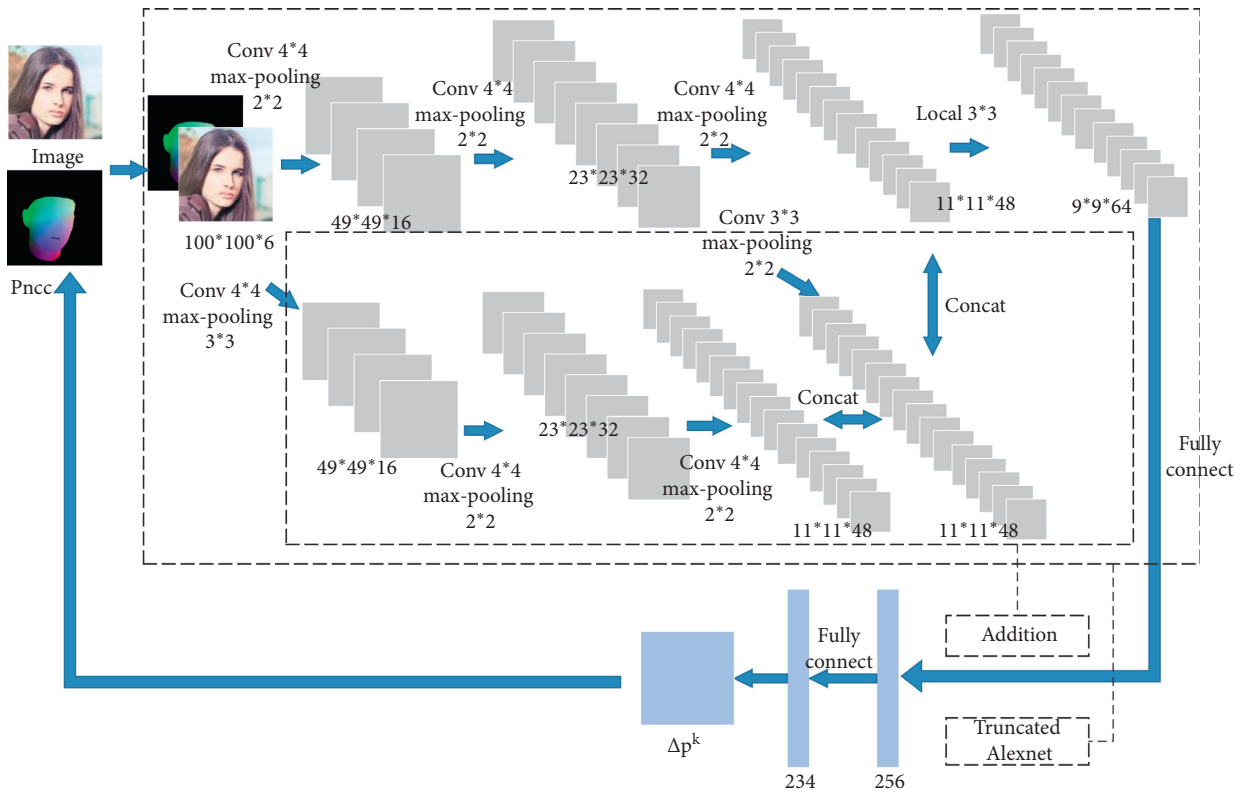 Image
Pncc
100*100*6
Conv 4*4
max-pooling
2*2
49*49*16
Conv 4*4
max-pooling
2*2
23*23*32
Conv 4*4
max-pooling
2*2
11*11*48
Local 3*3
9*9*64
Conv 4*4
max-pooling
3*3
49*49*16
Conv 4*4
max-pooling
2*2
23*23*32
Conv 4*4
max-pooling
2*2
11*11*48
Conv 3*3
max-pooling
2*2
Concat
11*11*48
Concat
Fully
connect
Addition
Truncated
Alexnet
256
Fully
connect
234
Δp^k